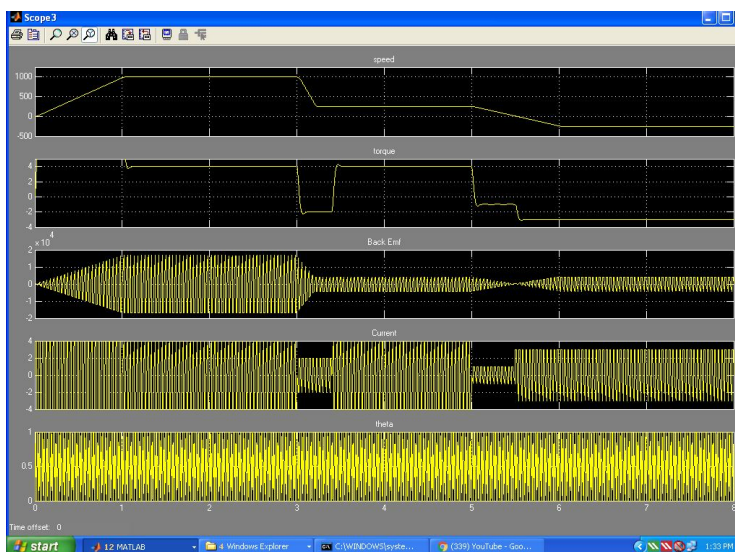 Scope3
speed
1000
500
0
-500
torque
4
2
0
-2
-4
x 10
4
Back Emf
2
1
0
-1
-2
Current
4
2
0
-2
-4
theta
1
0.5
0
0 1 2 3 4 5 6 7 8
Time offset: 0
start 12 MATLAB 4 Windows Explorer C:\WINDOWS\syste... (339) YouTube - Goo... 1:33 PM